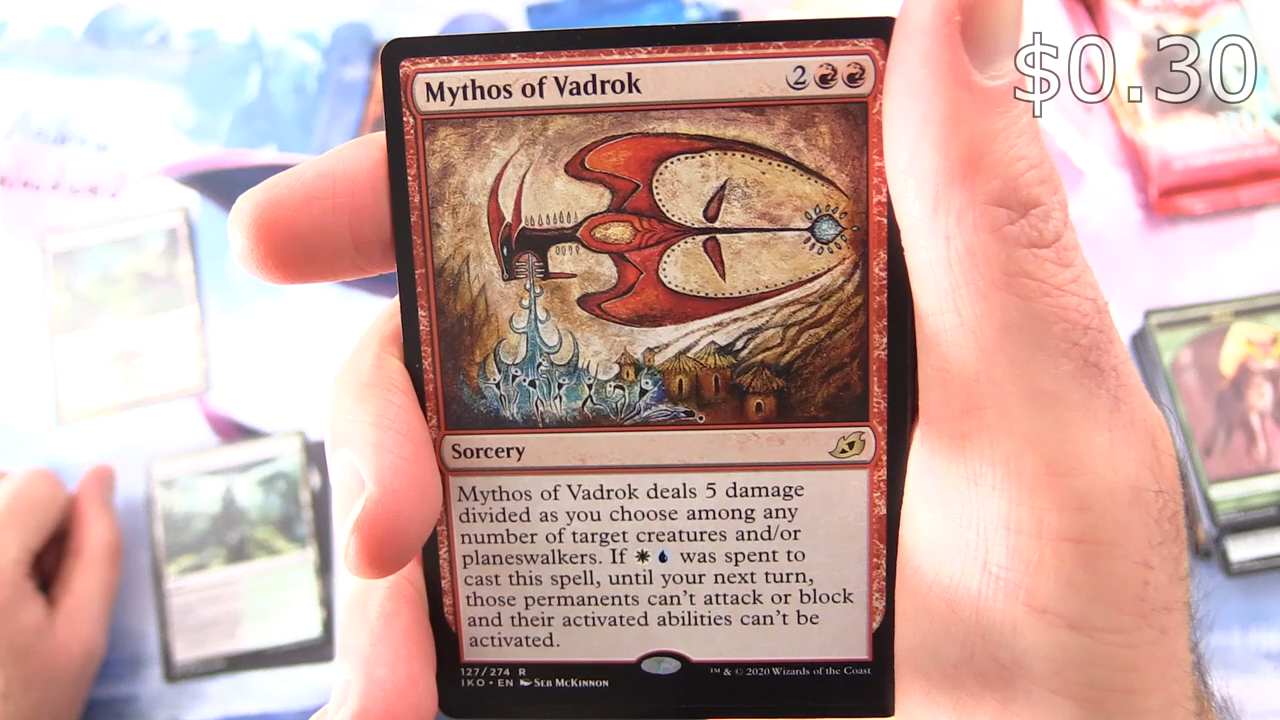 $0.30
Mythos of Vadrok
2
Sorcery
Mythos of Vadrok deals 5 damage
divided as you choose among any
number of target creatures and/or
planeswalkers. If was spent to
cast this spell, until your next turn,
those permanents can't attack or block
and their activated abilities can't be
activated.
127/274 R
IKO • EN Seb McKinnon
™ & © 2020 Wizards of the Coast